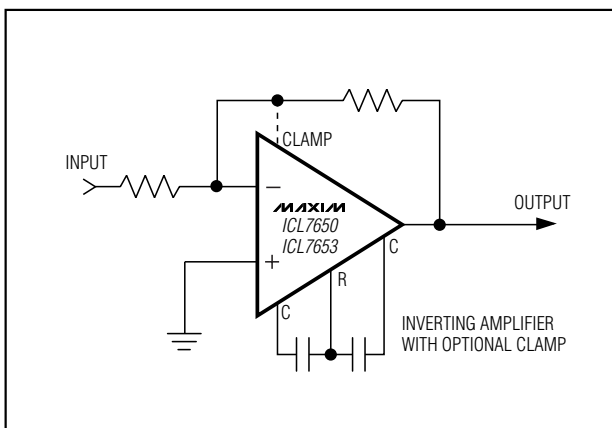 CLAMP
INPUT
−
MAXIM
ICL7650
ICL7653
OUTPUT
+
C
R
C
INVERTING AMPLIFIER
WITH OPTIONAL CLAMP